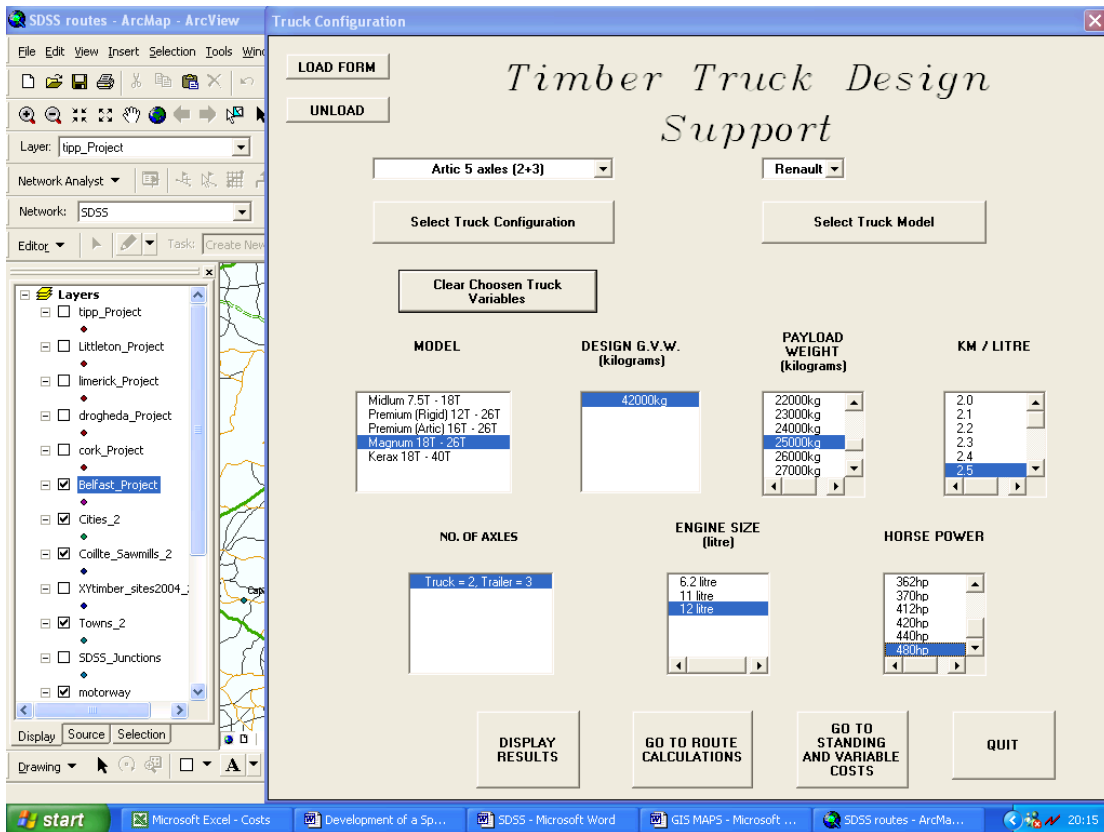 SDSS routes - ArcMap - ArcView
File Edit View Insert Selection Tools
Layer: tipp_Project
Network Analyst
Network: SDSS
Editor Task: Create New
Layers
tipp_Project
Littleton_Project
limerick_Project
drogheda_Project
cork_Project
Belfast_Project
Cities_2
Coillte_Sawmills_2
XYtimber_sites2004_
Towns_2
SDSS_Junctions
motorway
Display Source Selection
Drawing A
Truck Configuration
LOAD FORM
UNLOAD
Timber Truck Design
Support
Artic 5 axles (2+3) Renault
Select Truck Configuration Select Truck Model
Clear Choosen Truck
Variables
MODEL
Midlum 7.5T - 18T
Premium (Rigid) 12T - 26T
Premium (Artic) 16T - 26T
Magnum 18T - 26T
Kerax 18T - 40T
DESIGN G.V.W.
(kilograms)
42000kg
PAYLOAD
WEIGHT
(kilograms)
22000kg
23000kg
24000kg
25000kg
26000kg
27000kg
KM / LITRE
2.0
2.1
2.2
2.3
2.4
2.5
NO. OF AXLES
Truck = 2, Trailer = 3
ENGINE SIZE
(litre)
6.2 litre
11 litre
12 litre
HORSE POWER
362hp
370hp
412hp
420hp
440hp
480hp
DISPLAY
RESULTS
GO TO ROUTE
CALCULATIONS
GO TO
STANDING
AND VARIABLE
COSTS
QUIT
start Microsoft Excel - Costs Development of a Sp... SDSS - Microsoft Word GIS MAPS - Microsoft ... SDSS routes - ArcMa... 20:15